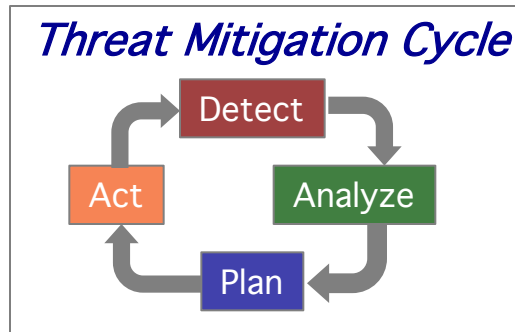 Threat Mitigation Cycle
Detect
Act
Analyze
Plan